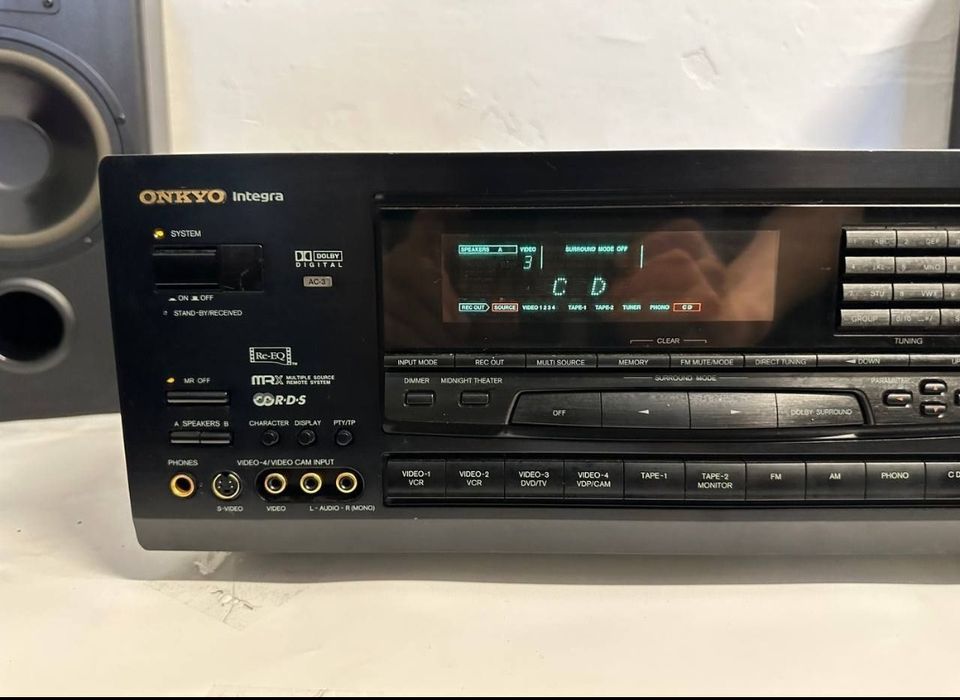 ONKYO Integra
SYSTEM
ON OFF
STAND-BY/RECEIVED
DOLBY
DIGITAL
AC-3
Re-EQ TM
MRX MULTIPLE SOURCE
REMOTE SYSTEM
R·D·S
MR OFF
A SPEAKERS B
CHARACTER DISPLAY PTY/TP
PHONES
VIDEO-4/VIDEO CAM INPUT
S-VIDEO VIDEO L - AUDIO - R (MONO)
SPEAKERS A VIDEO SURROUND MODE OFF
3
C D
REC OUT SOURCE VIDEO 1 2 3 4 TAPE-1 TAPE-2 TUNER PHONO CD
CLEAR
INPUT MODE REC OUT MULTI SOURCE MEMORY FM MUTE/MODE DIRECT TUNING DOWN
DIMMER MIDNIGHT THEATER SURROUND MODE
OFF DOLBY SURROUND
PARAMETER
2 DEF
MNO
STU 8
GROUP
TUNING
VIDEO-1
VCR
VIDEO-2
VCR
VIDEO-3
DVD/TV
VIDEO-4
VDP/CAM
TAPE-1
TAPE-2
MONITOR
FM
AM
PHONO
CD